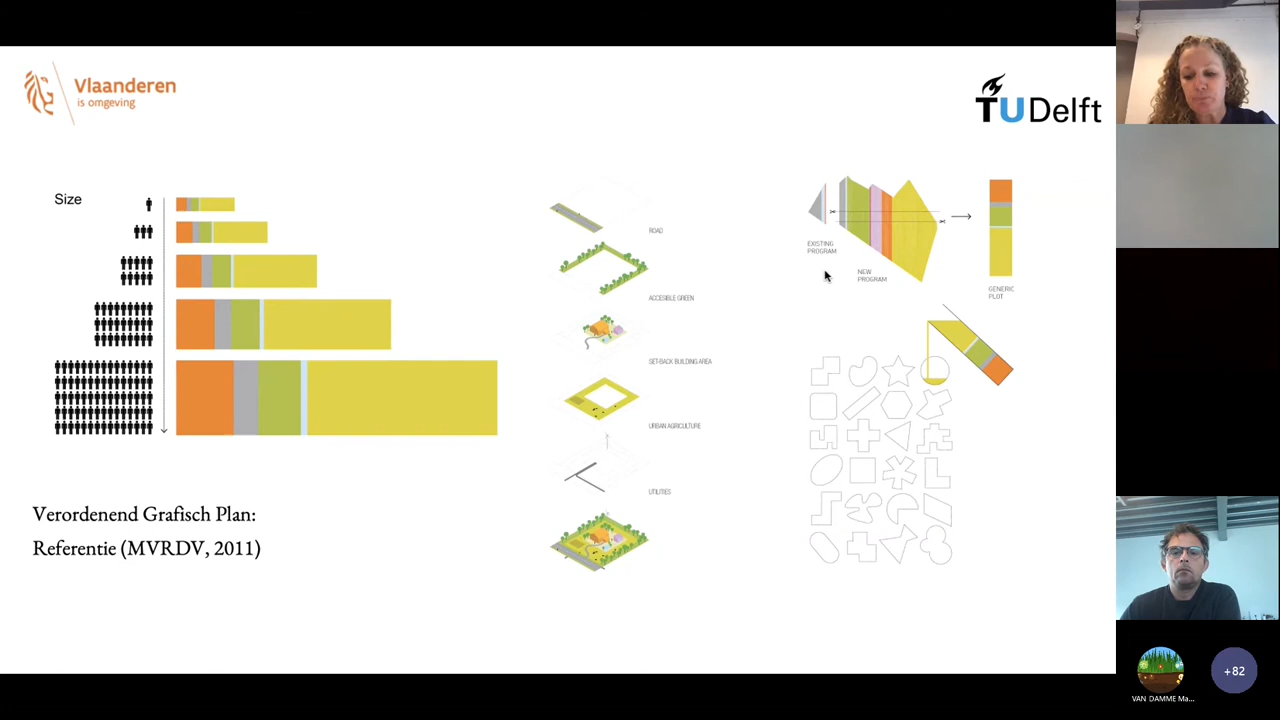 Vlaanderen
is omgeving
TUDelft
Size
ROAD
ACCESIBLE GREEN
SET-BACK BUILDING AREA
URBAN AGRICULTURE
UTILITIES
EXISTING
PROGRAM
NEW
PROGRAM
GENERIC
PLOT
Verordenend Grafisch Plan:
Referentie (MVRDV, 2011)
VAN DAMME Ma...
+82